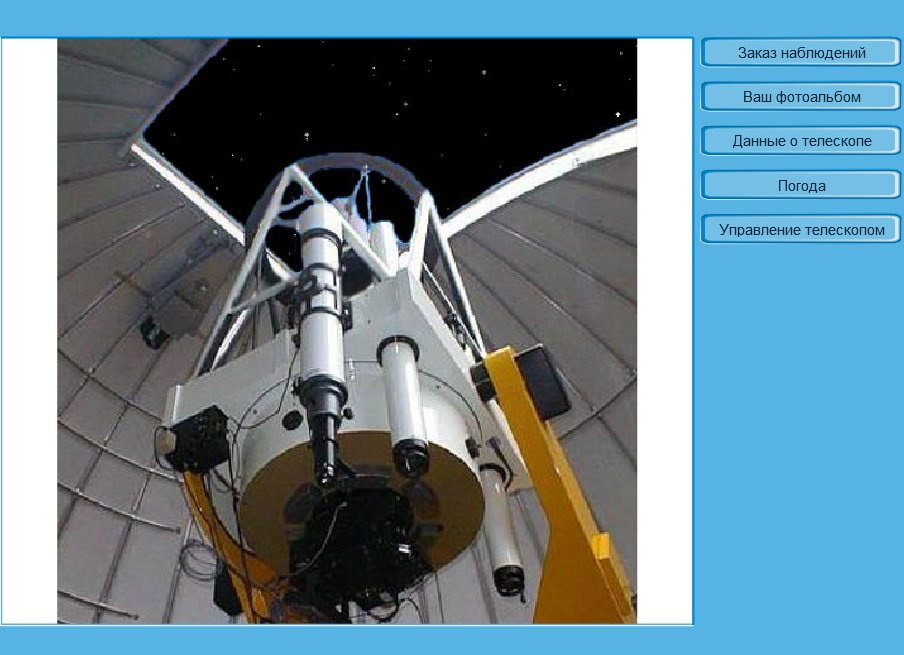 Заказ наблюдений
Ваш фотоальбом
Данные о телескопе
Погода
Управление телескопом